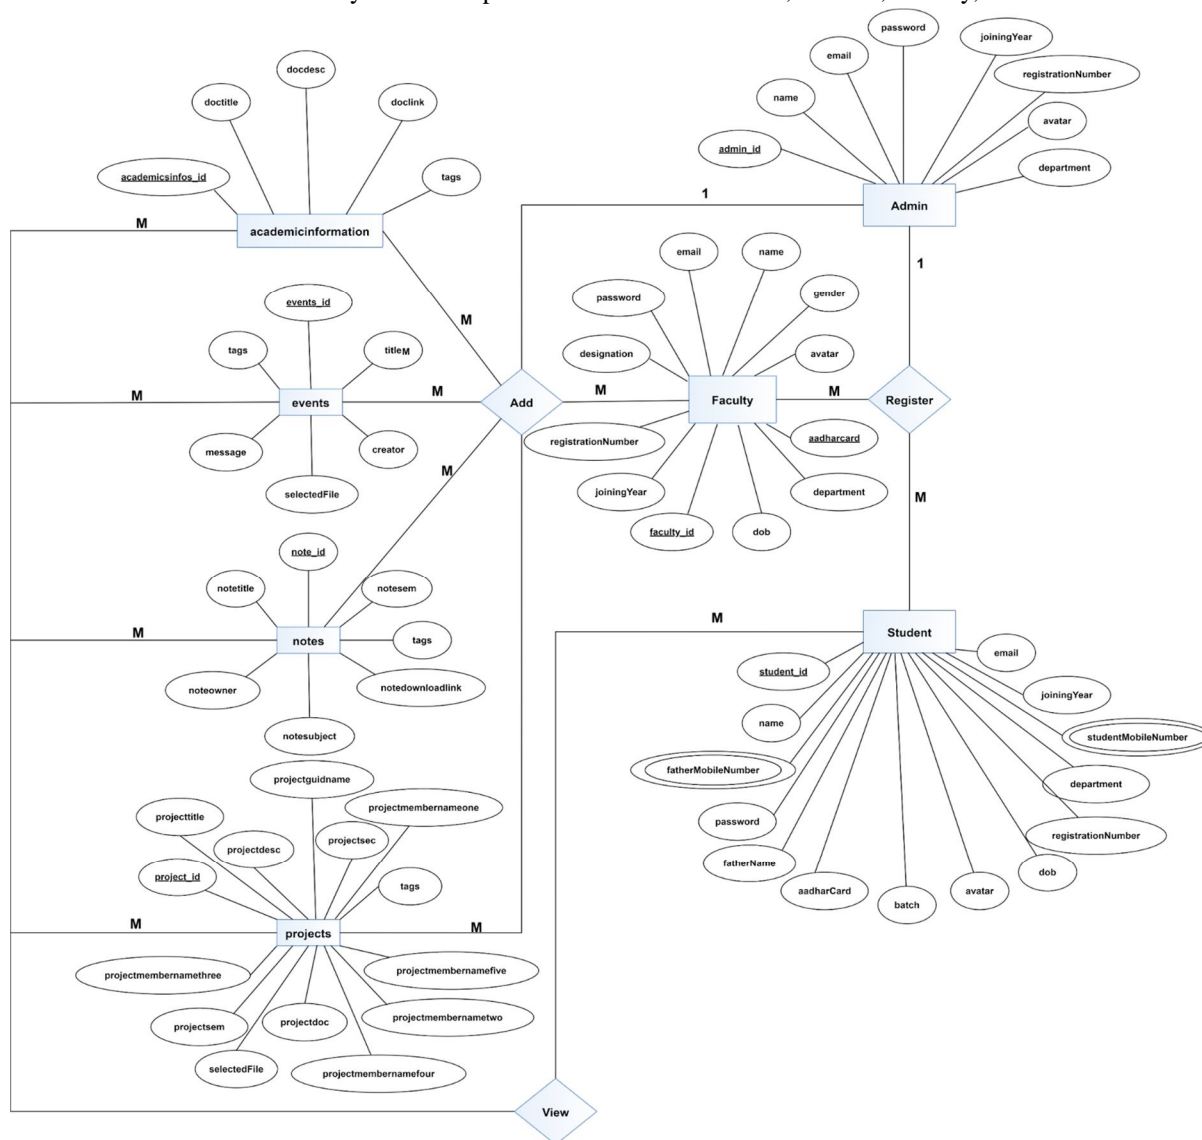 password
joiningYear
email
docdesc
registrationNumber
doctitle
doclink
name
avatar
admin_id
department
academicsinfos_id
tags
1
Admin
M
academicinformation
email
name
1
events_id
password
gender
M
tags
titleM
designation
avatar
M
M
M
M
events
Add
Faculty
Register
registrationNumber
aadharcard
message
creator
M
selectedFile
joiningYear
department
M
faculty_id
dob
note_id
notetitle
notesem
M
M
notes
tags
Student
email
student_id
noteowner
notedownloadlink
joiningYear
name
notesubject
studentMobileNumber
fatherMobileNumber
projectguidname
department
projectmembernameone
projecttitle
password
projectsec
registrationNumber
projectdesc
fatherName
dob
project_id
tags
aadharCard
avatar
batch
M
M
projects
projectmembernamethree
projectmembernamefive
projectsem
projectdoc
projectmembernametwo
selectedFile
projectmembernamefour
View